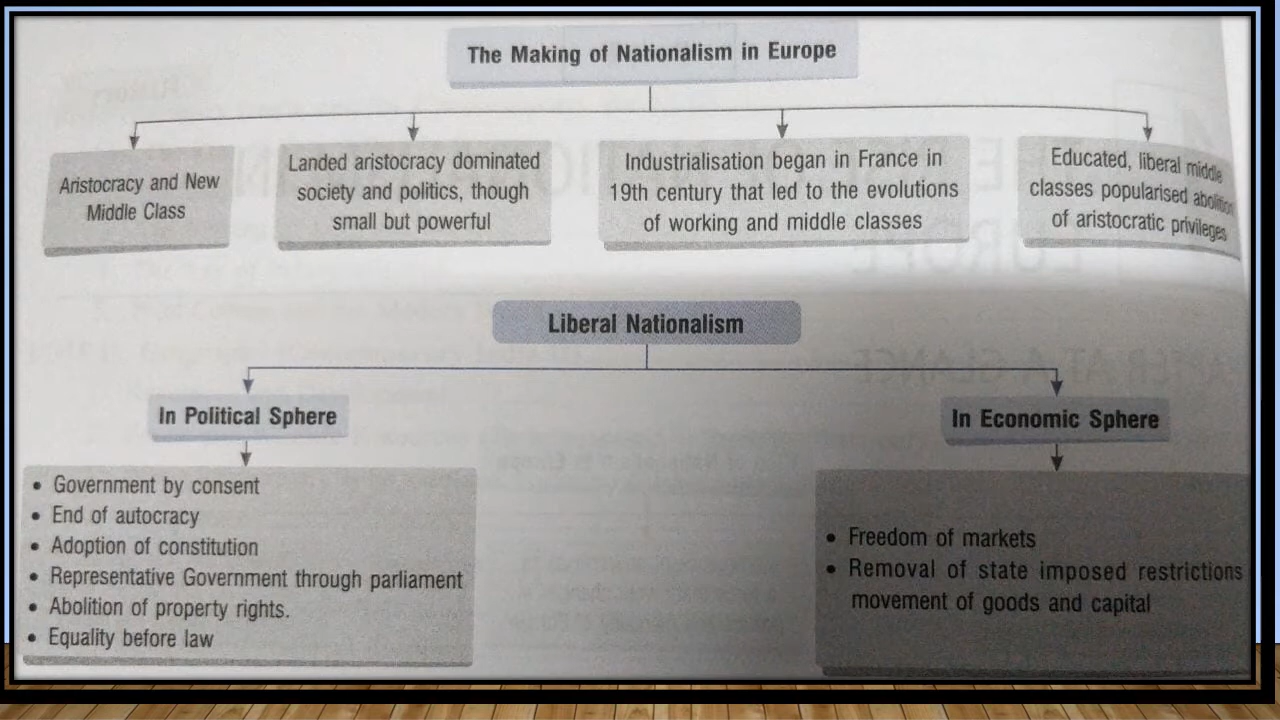 The Making of Nationalism in Europe
Aristocracy and New
Middle Class
Landed aristocracy dominated
society and politics, though
small but powerful
Industrialisation began in France in
19th century that led to the evolutions
of working and middle classes
Educated, liberal middle
classes popularised abolition
of aristocratic privileges
Liberal Nationalism
In Political Sphere
• Government by consent
• End of autocracy
• Adoption of constitution
• Representative Government through parliament
• Abolition of property rights.
• Equality before law
In Economic Sphere
• Freedom of markets
• Removal of state imposed restrictions
movement of goods and capital